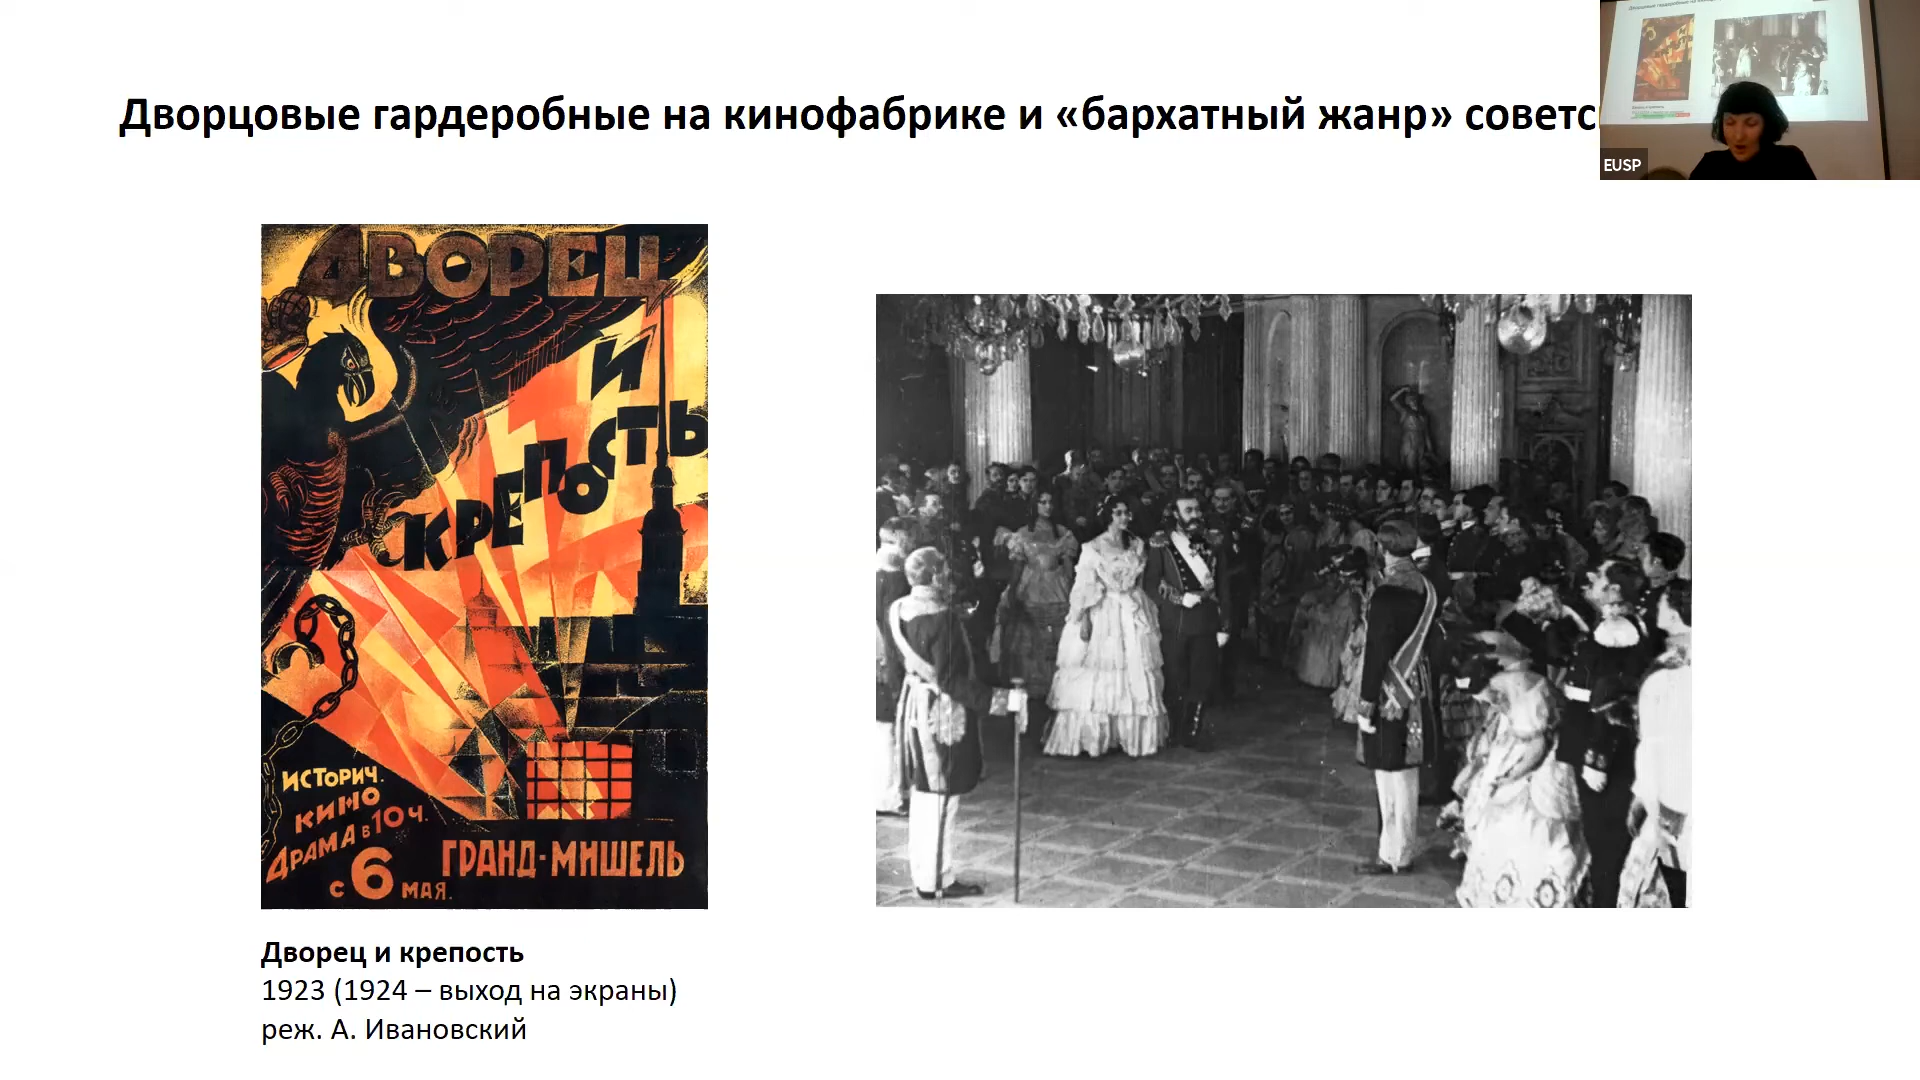 Дворцовые гардеробные на кинофабрике и «бархатный жанр» советс
EUSP
ДВОРЕЦ
И
КРЕПОСТЬ
ИСТОРИЧ.
КИНО
ДРАМА В 10 Ч.
С 6 МАЯ.
ГРАНД-МИШЕЛЬ
Дворец и крепость
1923 (1924 – выход на экраны)
реж. А. Ивановский